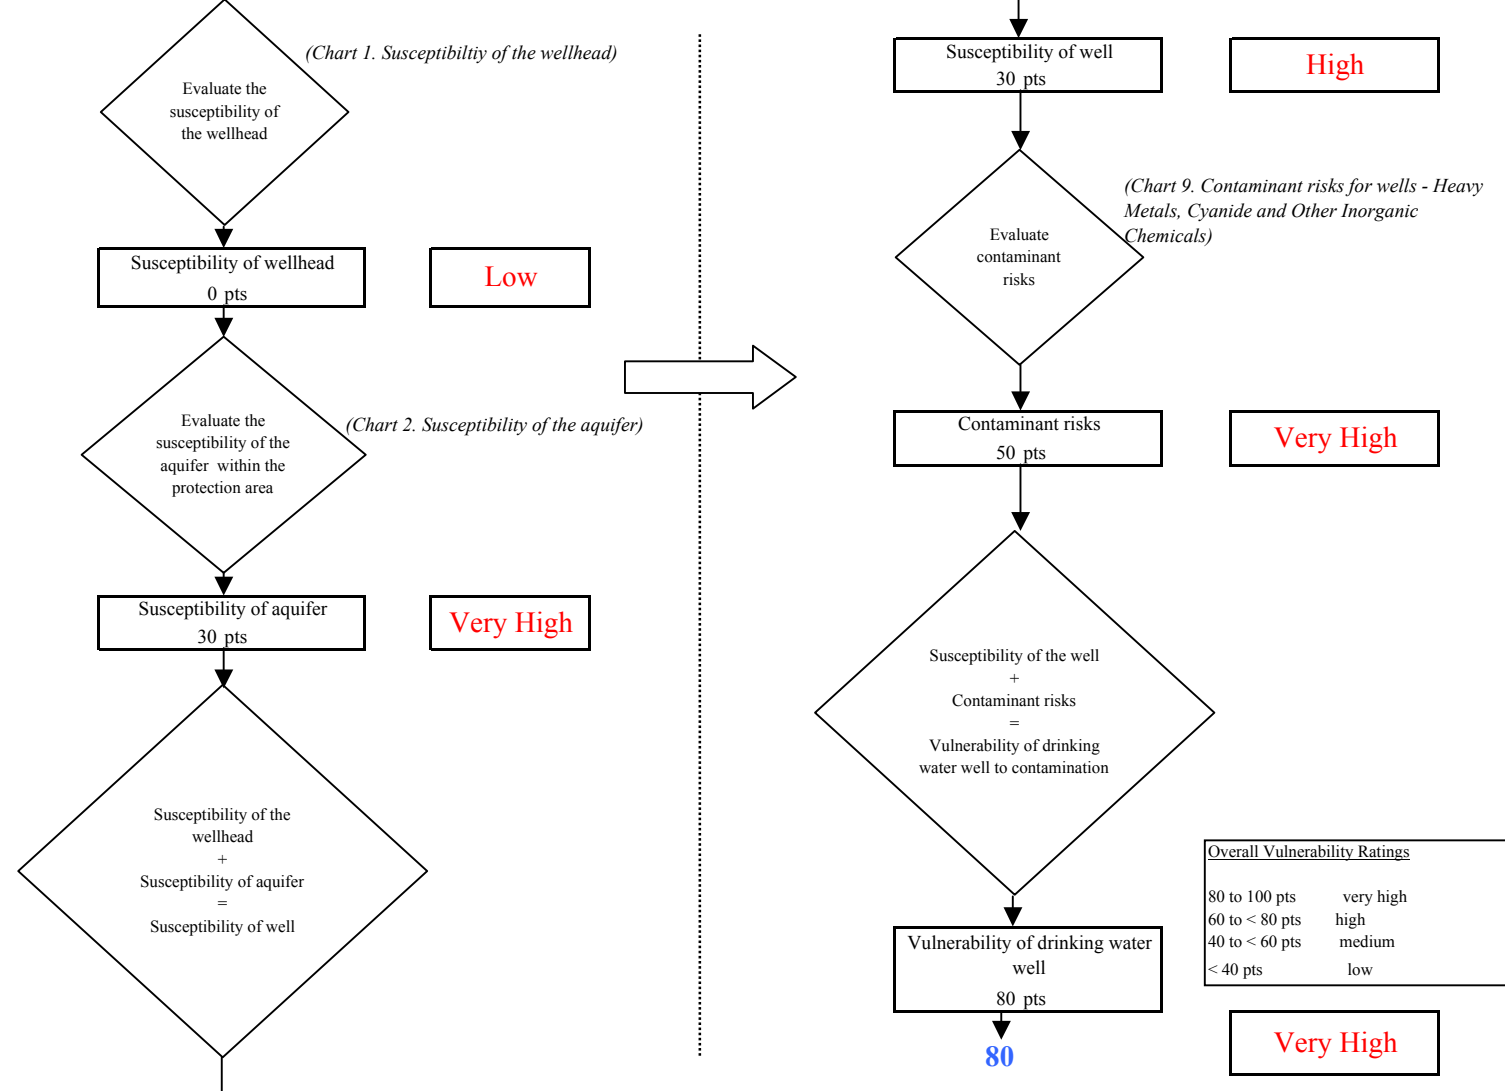 (Chart 1. Susceptibiltiy of the wellhead)
Evaluate the
susceptibility of
the wellhead
Susceptibility of wellhead
0 pts
Low
Evaluate the
susceptibility of the
aquifer within the
protection area
(Chart 2. Susceptibility of the aquifer)
Susceptibility of aquifer
30 pts
Very High
Susceptibility of the
wellhead
+
Susceptibility of aquifer
=
Susceptibility of well
Susceptibility of well
30 pts
High
(Chart 9. Contaminant risks for wells - Heavy
Metals, Cyanide and Other Inorganic
Chemicals)
Evaluate
contaminant
risks
Contaminant risks
50 pts
Very High
Susceptibility of the well
+
Contaminant risks
=
Vulnerability of drinking
water well to contamination
Overall Vulnerability Ratings
80 to 100 pts very high
60 to < 80 pts high
40 to < 60 pts medium
< 40 pts low
Vulnerability of drinking water
well
80 pts
80
Very High